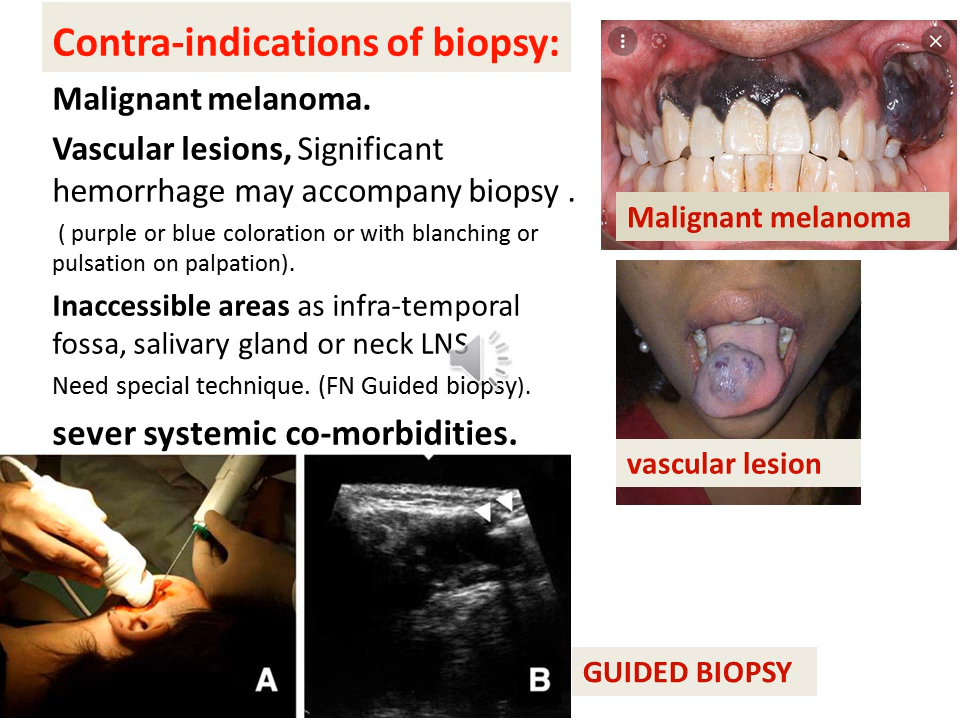 Contra-indications of biopsy:
Malignant melanoma.
Vascular lesions, Significant
hemorrhage may accompany biopsy .
( purple or blue coloration or with blanching or
pulsation on palpation).
Inaccessible areas as infra-temporal
fossa, salivary gland or neck LNS
Need special technique. (FN Guided biopsy).
sever systemic co-morbidities.
Malignant melanoma
vascular lesion
A
B
GUIDED BIOPSY